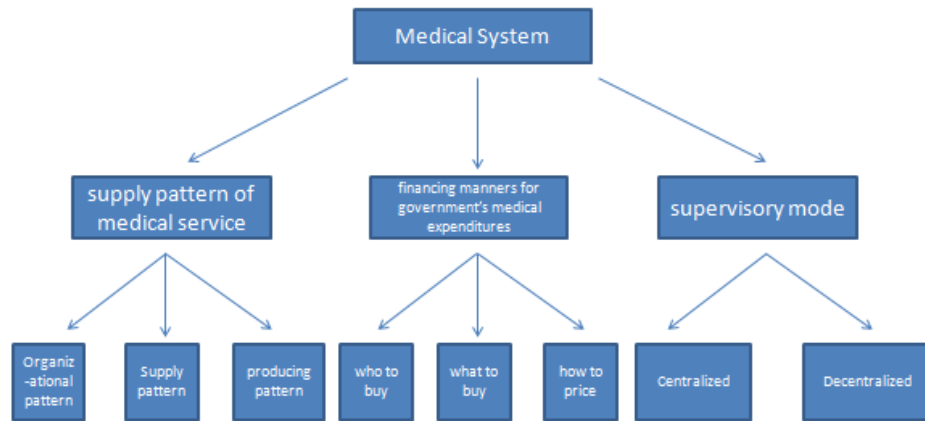 Medical System
supply pattern of
medical service
financing manners for
government's medical
expenditures
supervisory mode
Organiz
-ational
pattern
Supply
pattern
producing
pattern
who to
buy
what to
buy
how to
price
Centralized
Decentralized